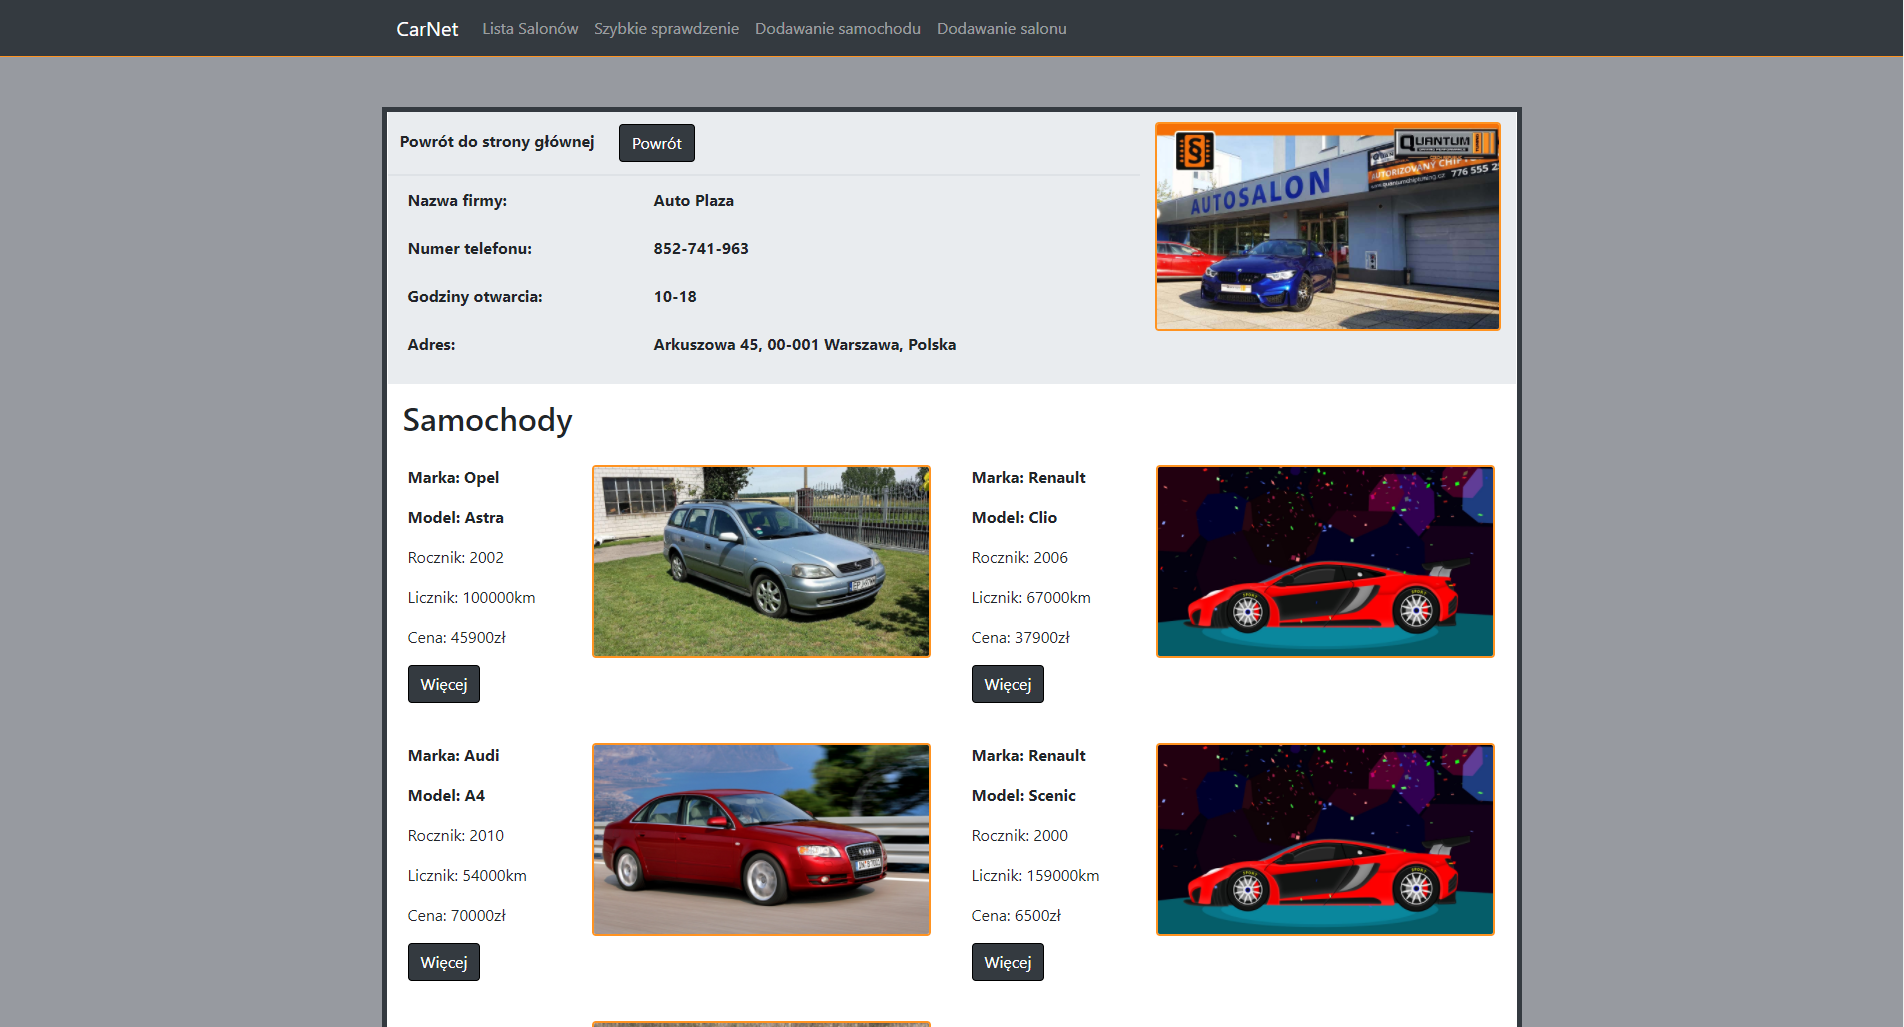 CarNet Lista Salonów Szybkie sprawdzenie Dodawanie samochodu Dodawanie salonu
Powrót do strony głównej Powrót
Nazwa firmy: Auto Plaza
Numer telefonu: 852-741-963
Godziny otwarcia: 10-18
Adres: Arkuszowa 45, 00-001 Warszawa, Polska
QUANTUM
AUTORIZOVANÝ
776 555 2
AUTOSALON
Samochody
Marka: Opel
Model: Astra
Rocznik: 2002
Licznik: 100000km
Cena: 45900zł
Więcej
Marka: Renault
Model: Clio
Rocznik: 2006
Licznik: 67000km
Cena: 37900zł
Więcej
Marka: Audi
Model: A4
Rocznik: 2010
Licznik: 54000km
Cena: 70000zł
Więcej
Marka: Renault
Model: Scenic
Rocznik: 2000
Licznik: 159000km
Cena: 6500zł
Więcej